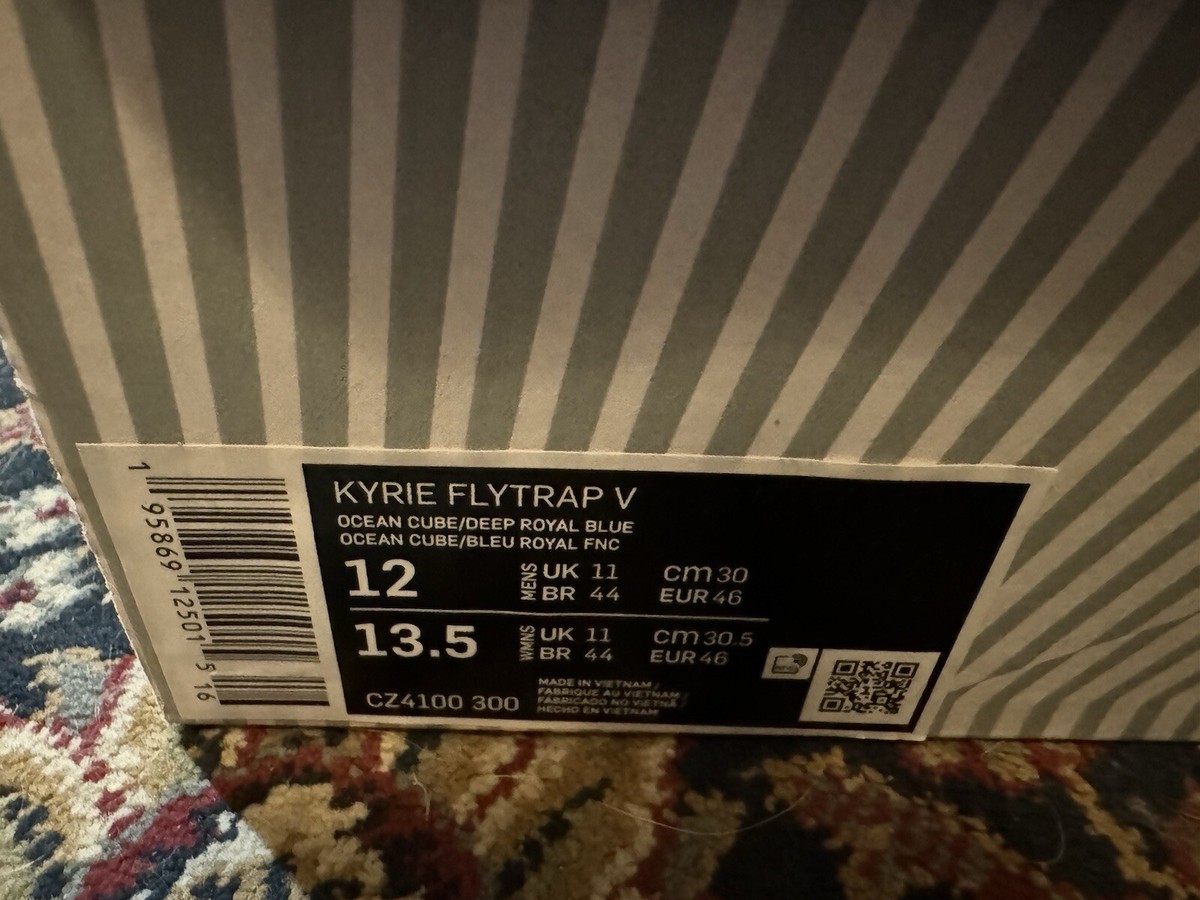 KYRIE FLYTRAP V
OCEAN CUBE/DEEP ROYAL BLUE
OCEAN CUBE/BLEU ROYAL FNC
12 MENS UK 11 cm 30
BR 44 EUR 46
13.5 WMNS UK 11 cm 30.5
BR 44 EUR 46
CZ4100 300
MADE IN VIETNAM /
FABRIQUE AU VIETNAM /
FABRICADO NO VIETNÃ /
HECHO EN VIETNAM
1 95869 12501 5 16